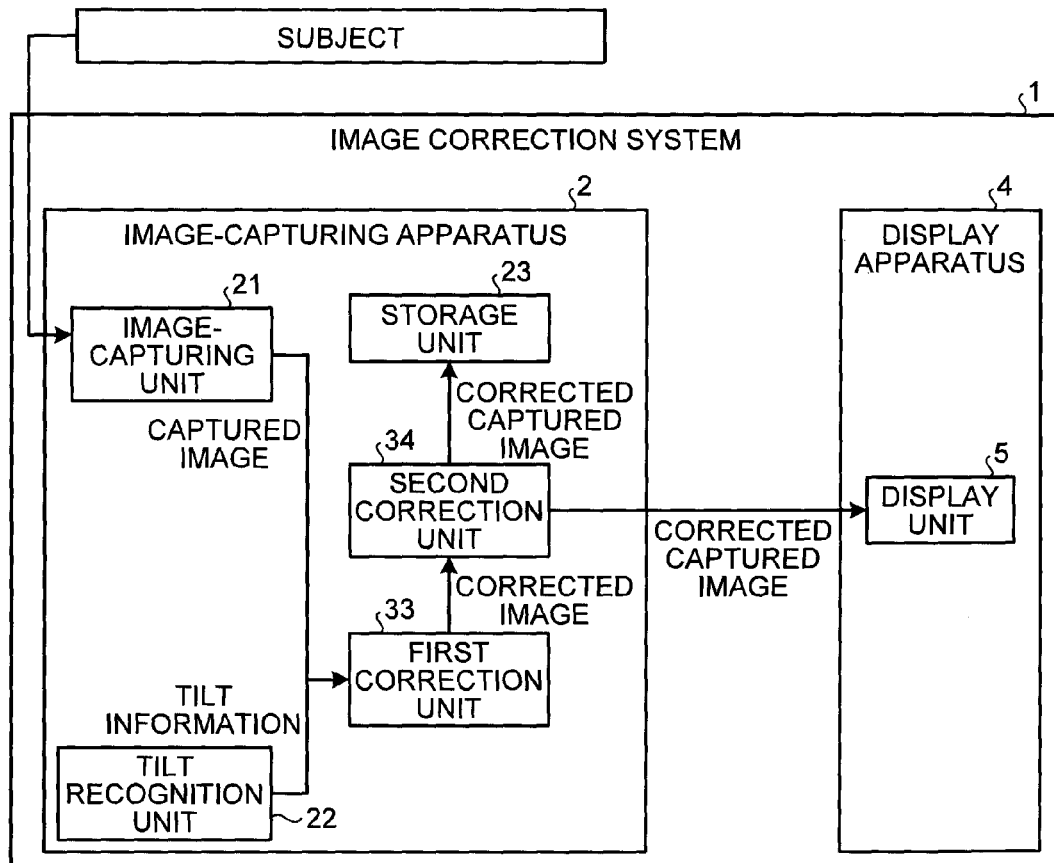 SUBJECT
1
IMAGE CORRECTION SYSTEM
2
IMAGE-CAPTURING APPARATUS
4
DISPLAY
APPARATUS
21
IMAGE-
CAPTURING
UNIT
23
STORAGE
UNIT
CAPTURED
IMAGE
CORRECTED
CAPTURED
IMAGE
34
SECOND
CORRECTION
UNIT
5
DISPLAY
UNIT
CORRECTED
CAPTURED
IMAGE
CORRECTED
IMAGE
33
FIRST
CORRECTION
UNIT
TILT
INFORMATION
TILT
RECOGNITION
UNIT
22